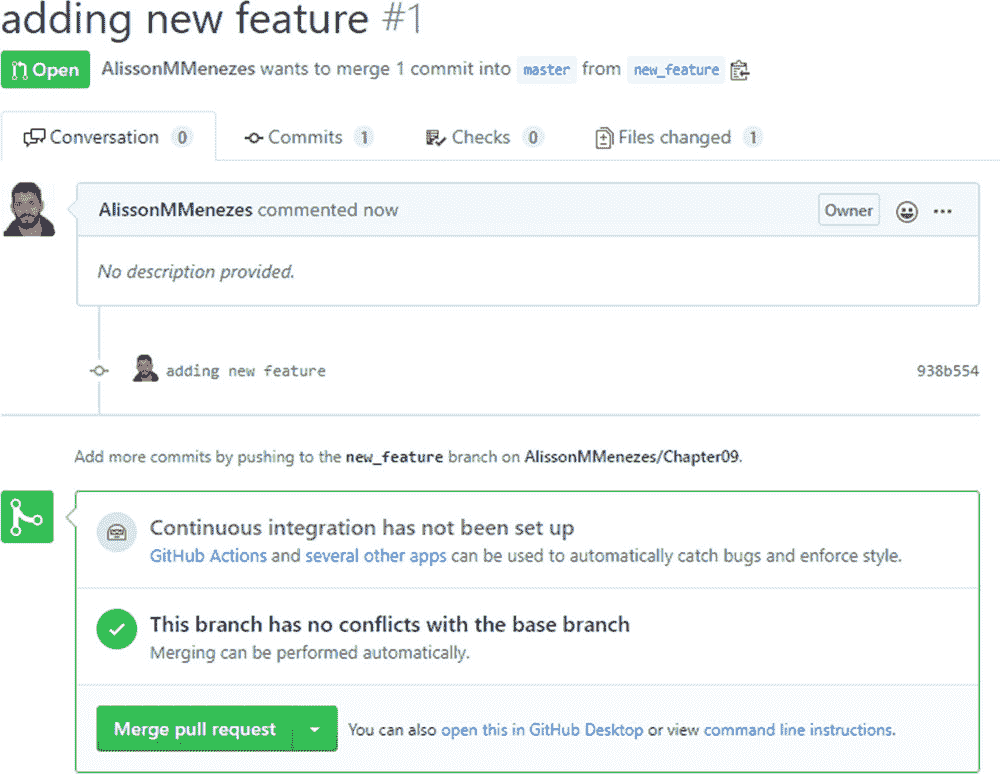 adding new feature #1
Open AlissonMMenezes wants to merge 1 commit into master from new_feature
Conversation 0 Commits 1 Checks 0 Files changed 1
AlissonMMenezes commented now Owner
No description provided.
adding new feature 938b554
Add more commits by pushing to the new_feature branch on AlissonMMenezes/Chapter09.
Continuous integration has not been set up
GitHub Actions and several other apps can be used to automatically catch bugs and enforce style.
This branch has no conflicts with the base branch
Merging can be performed automatically.
Merge pull request You can also open this in GitHub Desktop or view command line instructions.